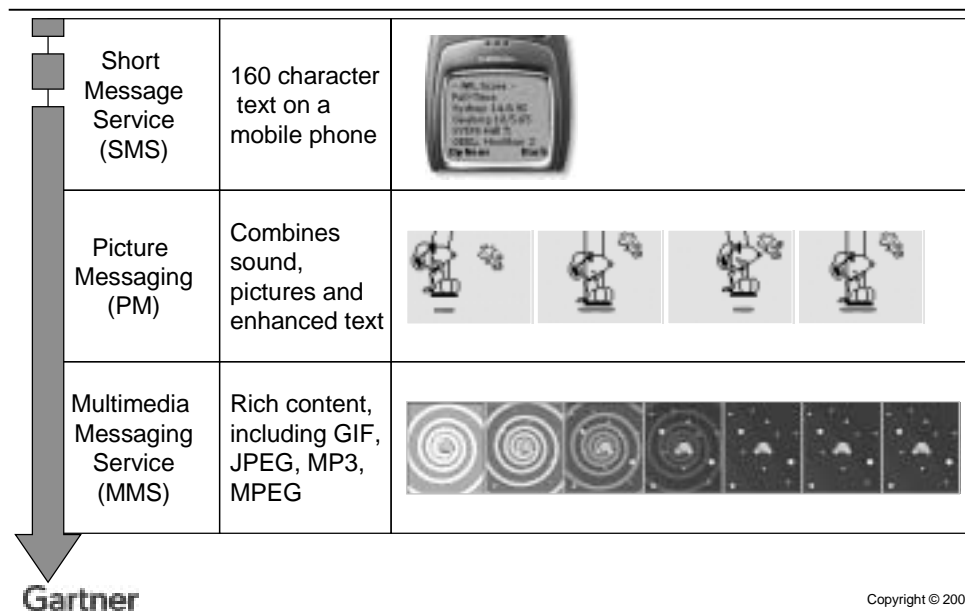 Short
Message
Service
(SMS)
160 character
text on a
mobile phone
Picture
Messaging
(PM)
Combines
sound,
pictures and
enhanced text
Multimedia
Messaging
Service
(MMS)
Rich content,
including GIF,
JPEG, MP3,
MPEG
Gartner
Copyright © 200